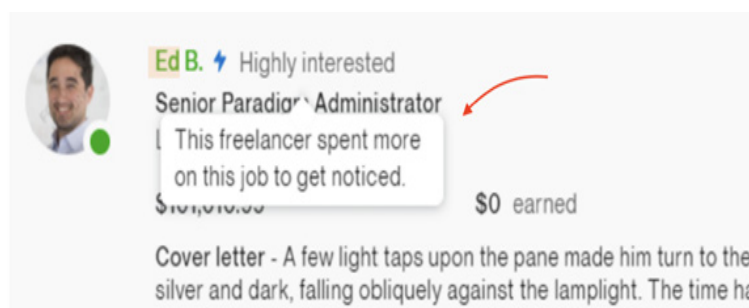 Ed B. Highly interested
Senior Paradigm Administrator
This freelancer spent more
on this job to get noticed.
$0 earned
Cover letter - A few light taps upon the pane made him turn to the
silver and dark, falling obliquely against the lamplight. The time ha